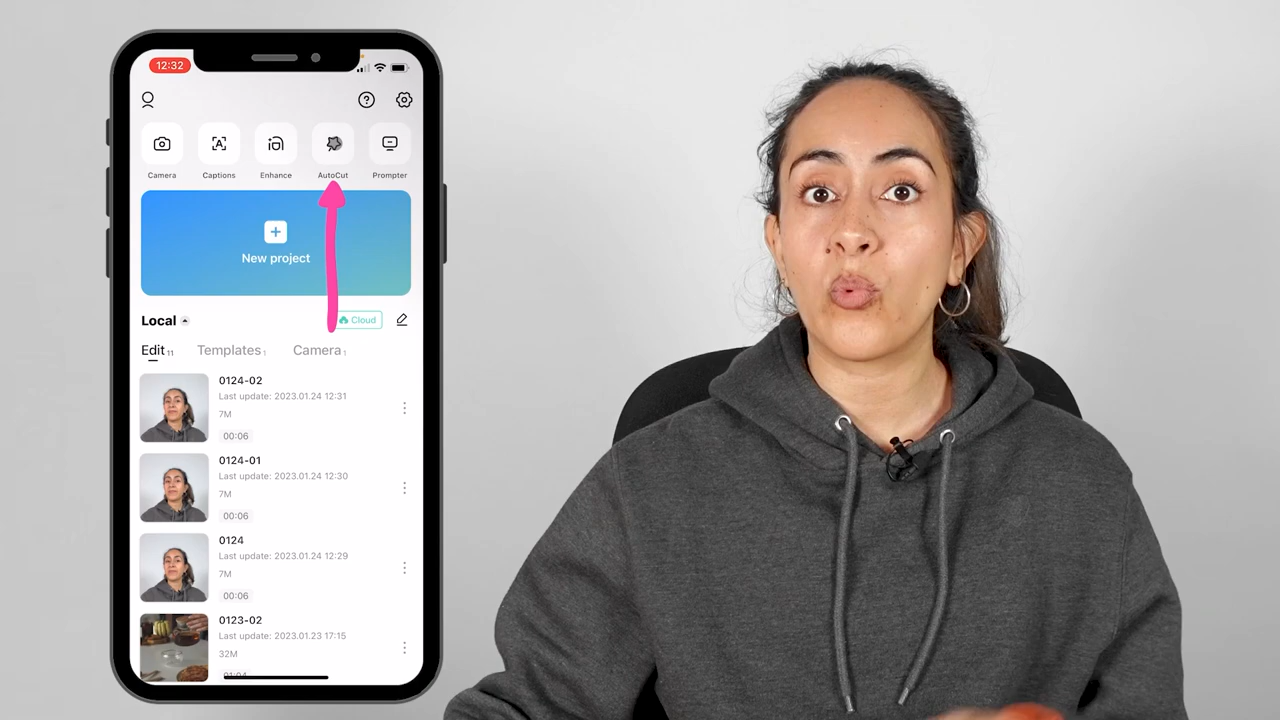 12:32
Camera
Captions
Enhance
AutoCut
Prompter
New project
Local
Cloud
Edit 11
Templates 1
Camera 1
0124-02
Last update: 2023.01.24 12:31
7M
00:06
0124-01
Last update: 2023.01.24 12:30
7M
00:06
0124
Last update: 2023.01.24 12:29
7M
00:06
0123-02
Last update: 2023.01.23 17:15
32M
01:04